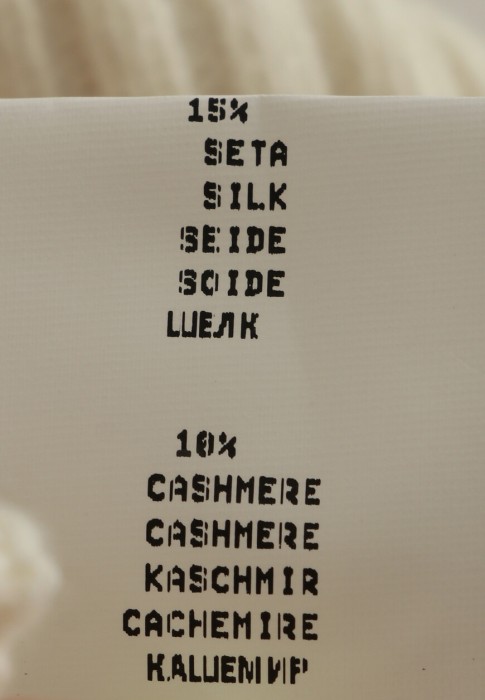 15%
SETA
SILK
SEIDE
SOIDE
ШЕЛК
10%
CASHMERE
CASHMERE
KASCHMIR
CACHEMIRE
КАШЕМИР